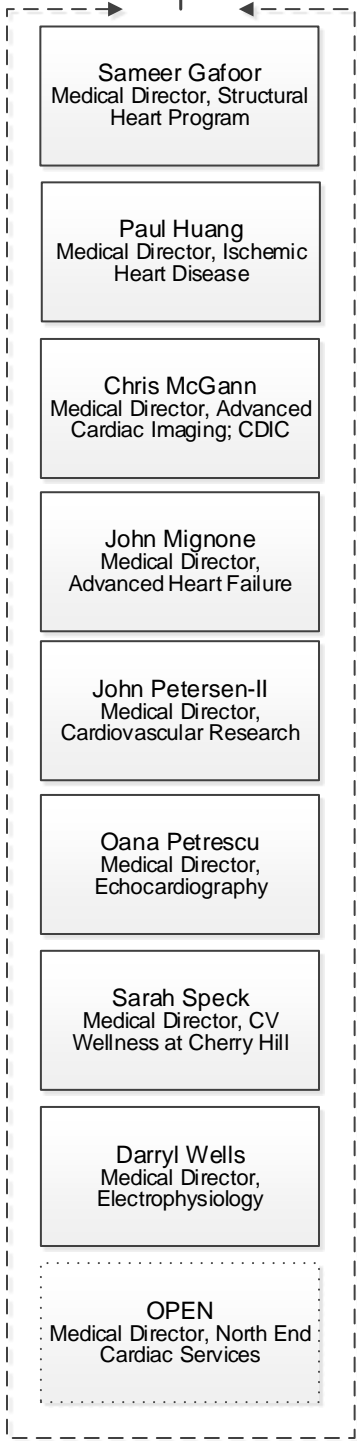 Sameer Gafoor
Medical Director, Structural
Heart Program
Paul Huang
Medical Director, Ischemic
Heart Disease
Chris McGann
Medical Director, Advanced
Cardiac Imaging; CDIC
John Mignone
Medical Director,
Advanced Heart Failure
John Petersen-II
Medical Director,
Cardiovascular Research
Oana Petrescu
Medical Director,
Echocardiography
Sarah Speck
Medical Director, CV
Wellness at Cherry Hill
Darryl Wells
Medical Director,
Electrophysiology
OPEN
Medical Director, North End
Cardiac Services